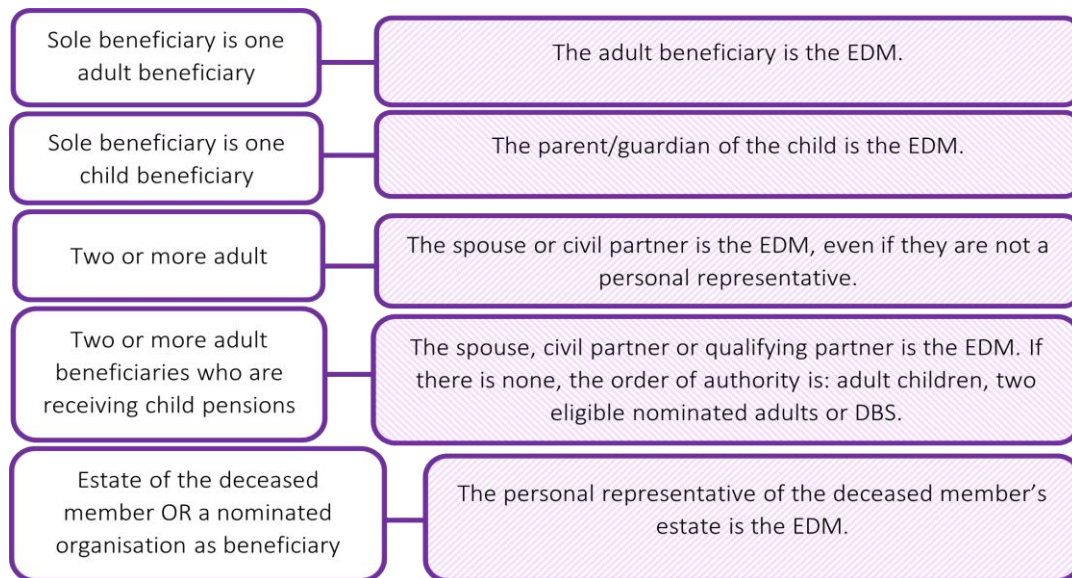 Sole beneficiary is one
adult beneficiary
The adult beneficiary is the EDM.
Sole beneficiary is one
child beneficiary
The parent/guardian of the child is the EDM.
Two or more adult
The spouse or civil partner is the EDM, even if they are not a
personal representative.
Two or more adult
beneficiaries who are
receiving child pensions
The spouse, civil partner or qualifying partner is the EDM. If
there is none, the order of authority is: adult children, two
eligible nominated adults or DBS.
Estate of the deceased
member OR a nominated
organisation as beneficiary
The personal representative of the deceased member’s
estate is the EDM.